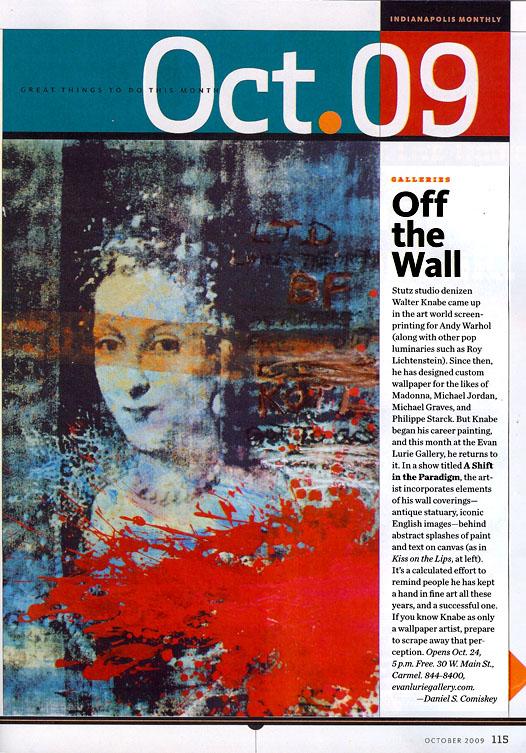 INDIANAPOLIS MONTHLY
GREAT THINGS TO DO THIS MONTH
Oct.09
LTD
BF
GALLERIES
Off
the
Wall
Stutz studio denizen
Walter Knabe came up
in the art world screen-
printing for Andy Warhol
(along with other pop
luminaries such as Roy
Lichtenstein). Since then,
he has designed custom
wallpaper for the likes of
Madonna, Michael Jordan,
Michael Graves, and
Philippe Starck. But Knabe
began his career painting,
and this month at the Evan
Lurie Gallery, he returns to
it. In a show titled A Shift
in the Paradigm, the art-
ist incorporates elements
of his wall coverings—
antique statuary, iconic
English images—behind
abstract splashes of paint
and text on canvas (as in
Kiss on the Lips, at left).
It's a calculated effort to
remind people he has kept
a hand in fine art all these
years, and a successful one.
If you know Knabe as only
a wallpaper artist, prepare
to scrape away that per-
ception. Opens Oct. 24,
5 p.m. Free. 30 W. Main St.,
Carmel. 844-8400,
evanluriegallery.com.
—Daniel S. Comiskey
OCTOBER 2009 115